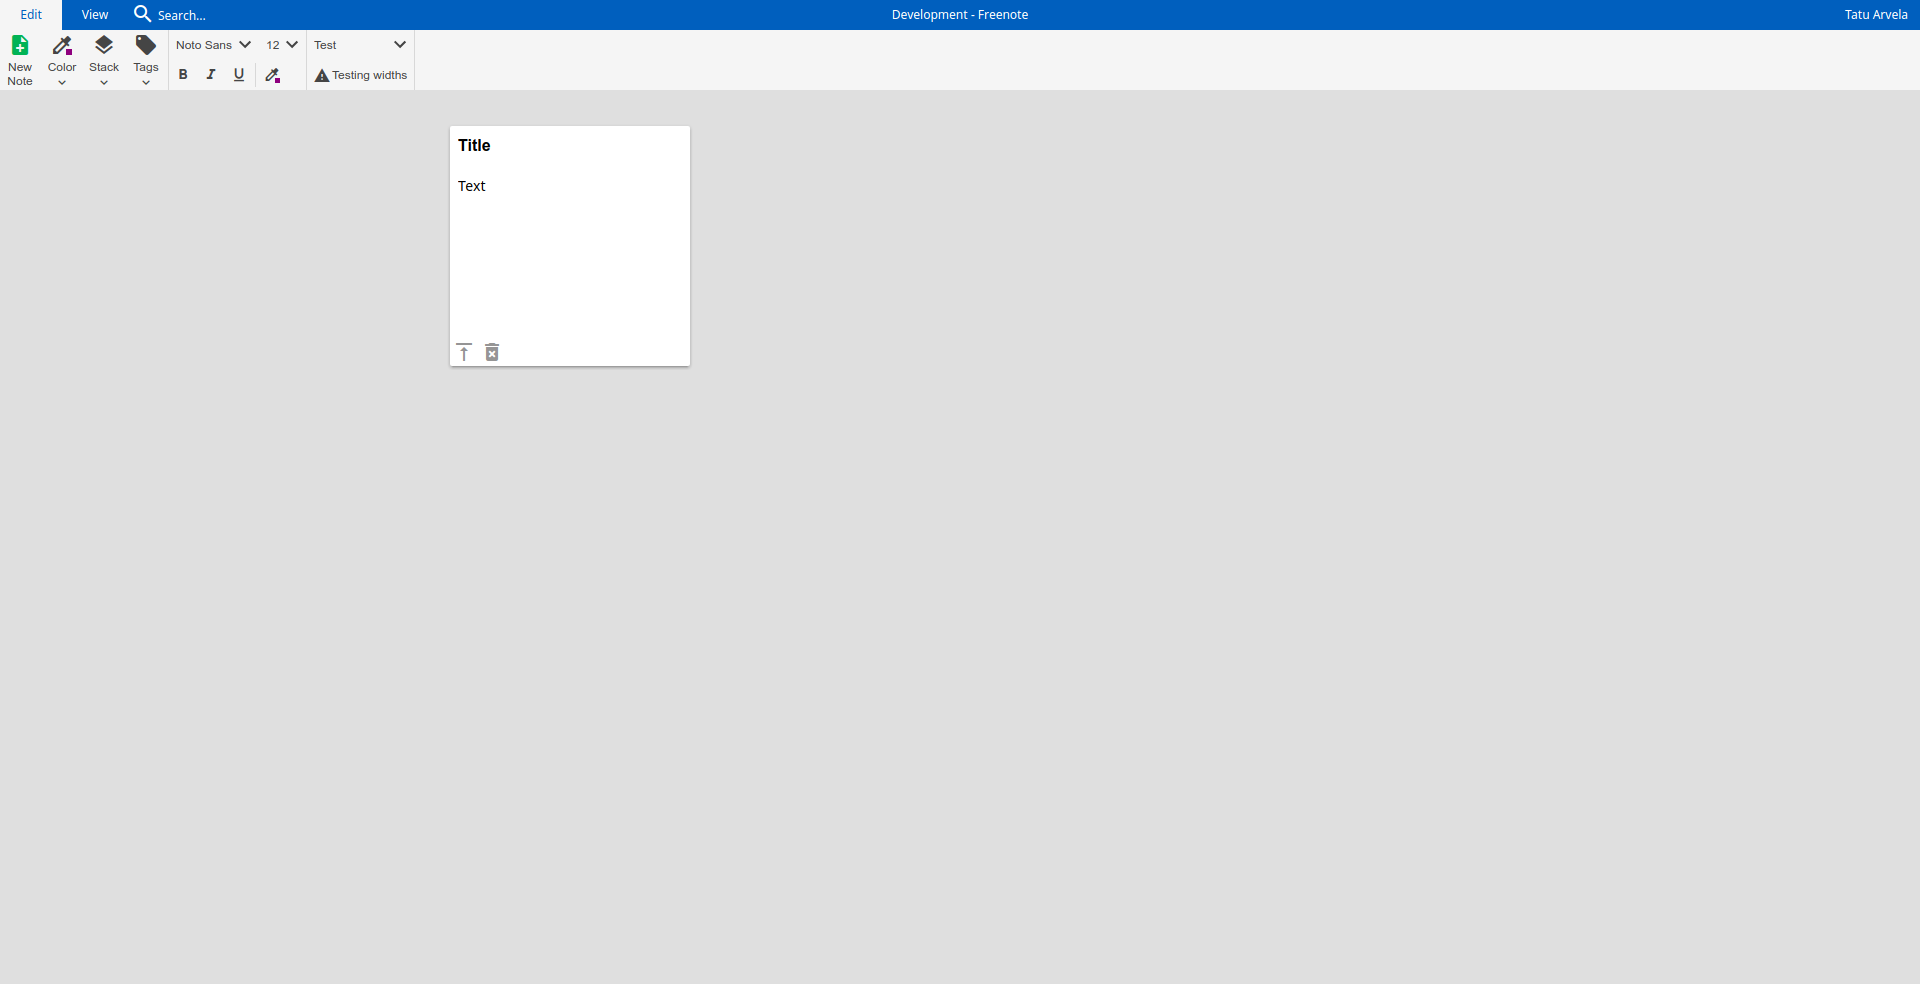 Edit View Search... Development - Freenote Tatu Arvela
New Note Color Stack Tags
Noto Sans 12 Test
B I U Testing widths
Title
Text